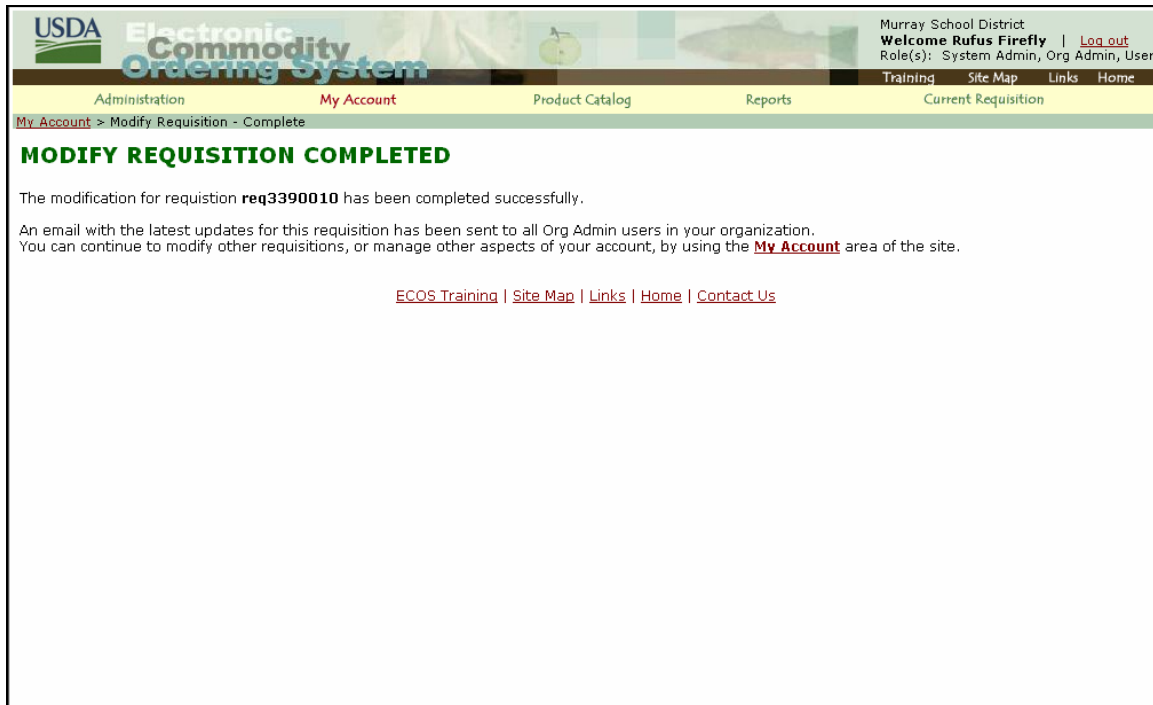 USDA
Electronic
Commodity
Ordering System
Murray School District
Welcome Rufus Firefly | Log out
Role(s): System Admin, Org Admin, User
Training Site Map Links Home
Administration My Account Product Catalog Reports Current Requisition
My Account > Modify Requisition - Complete
MODIFY REQUISITION COMPLETED
The modification for requistion req3390010 has been completed successfully.
An email with the latest updates for this requisition has been sent to all Org Admin users in your organization.
You can continue to modify other requisitions, or manage other aspects of your account, by using the My Account area of the site.
ECOS Training | Site Map | Links | Home | Contact Us